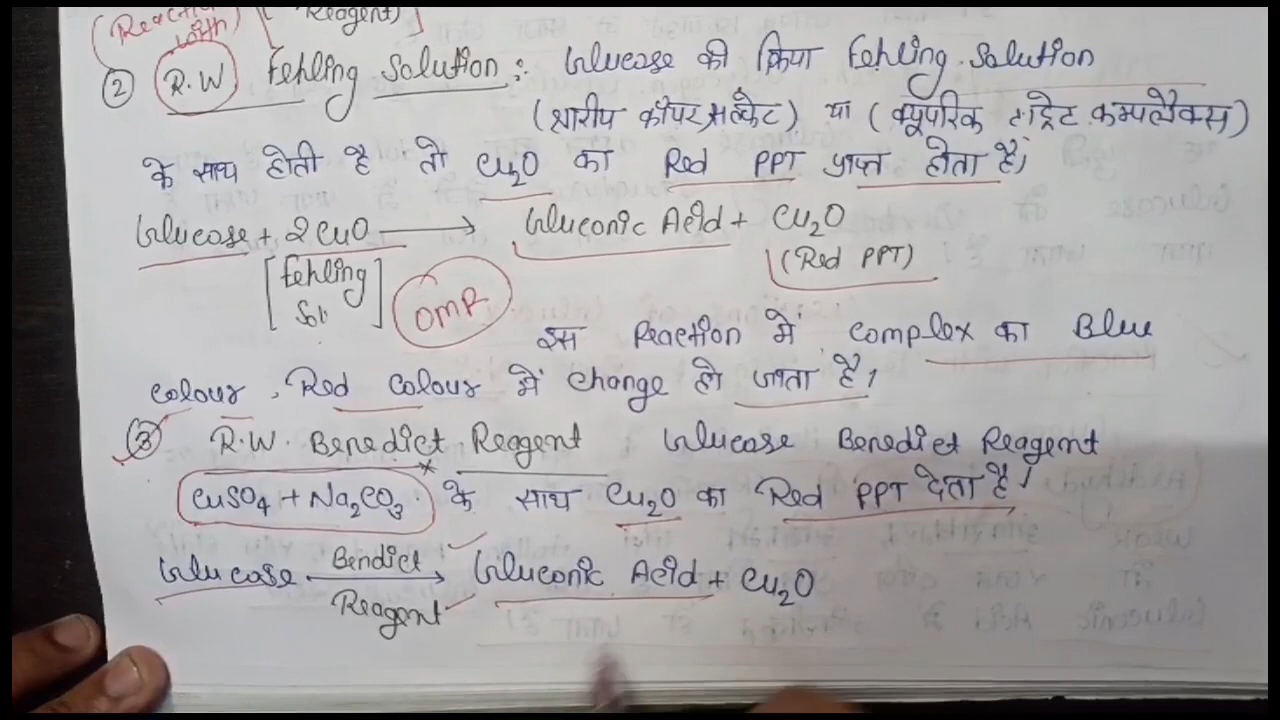 (Reaction [ Reagent) ]
with)
② R.W Fehling Solution :. Glucose की क्रिया Fehling Solution
(क्षारीय कॉपर सल्फेट) या (क्यूपरिक टार्ट्रेट कम्पलैक्स)
के साथ होती है तो Cu2O का Red PPT प्राप्त होता है।
Glucose + 2CuO ⟶ Gluconic Acid + Cu2O
[Fehling Sol.] OMR (Red PPT)
इस Reaction में Complex का Blue
Colour, Red Colour में Change हो जाता है।
③ R.W. Benedict Reagent Glucose Benedict Reagent
CuSO4 + Na2CO3 के साथ Cu2O का Red PPT देता है।
Glucose Bendict Reagent ⟶ Gluconic Acid + Cu2O